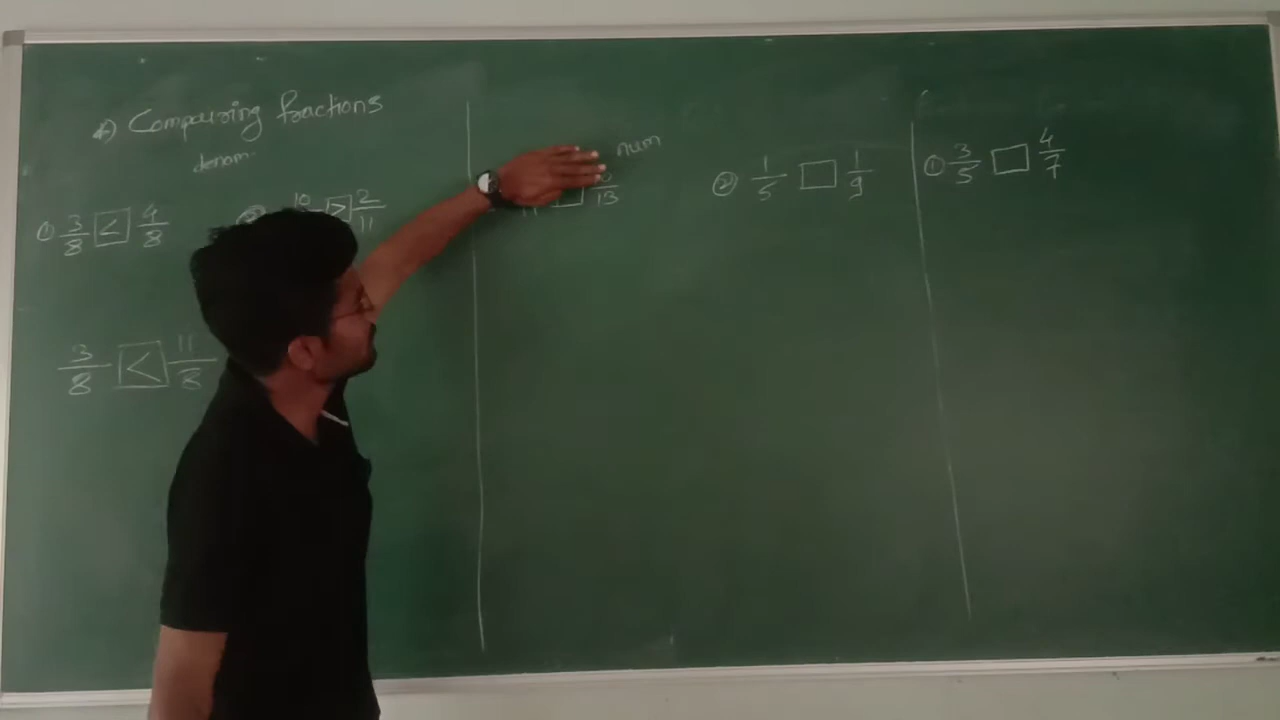 Comparing fractions
denom.
① 3/8 < 4/8
10 > 2/11
3/8 < 11/8
num
11 □ /13
② 1/5 □ 1/9
① 3/5 □ 4/7